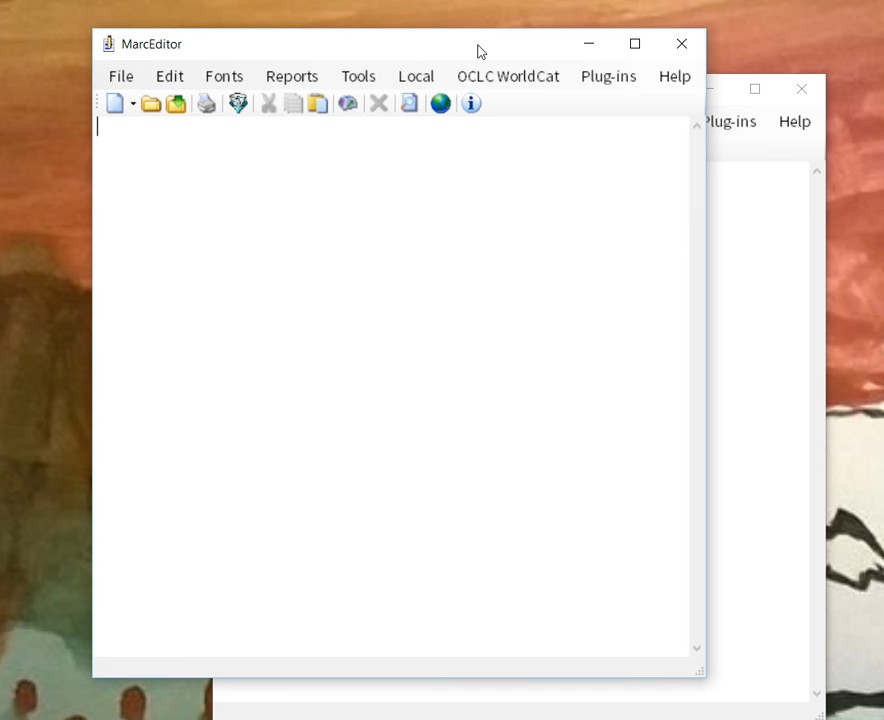 MarcEditor
File Edit Fonts Reports Tools Local OCLC WorldCat Plug-ins Help
Plug-ins Help